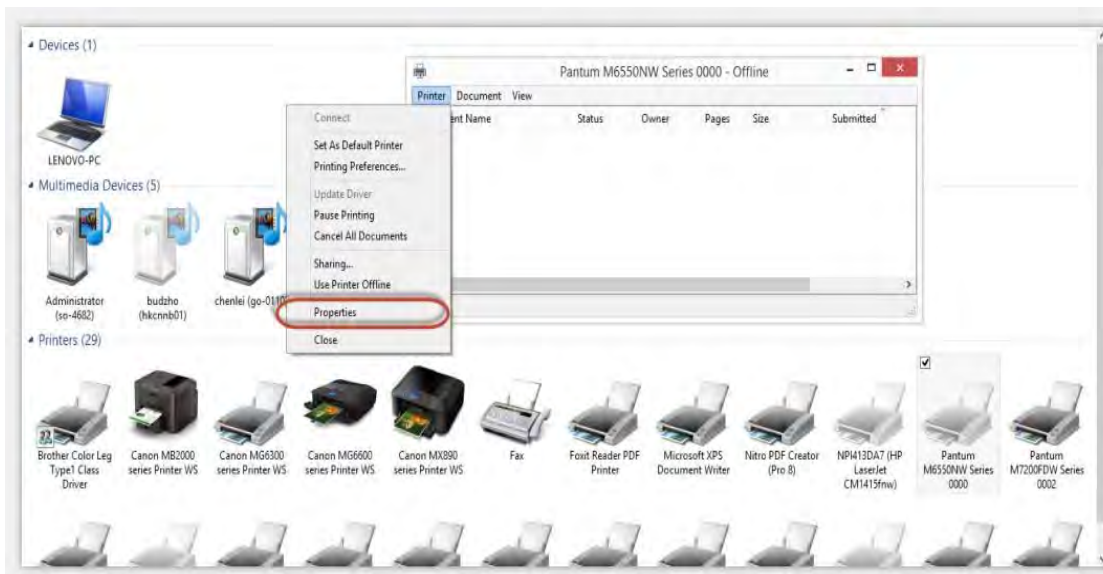 Devices (1)
LENOVO-PC
Multimedia Devices (5)
Administrator
(so-4682)
budzho
(hkcnnb01)
chenlei (go-0110
Pantum M6550NW Series 0000 - Offline
Printer Document View
ent Name Status Owner Pages Size Submitted
Connect
Set As Default Printer
Printing Preferences...
Update Driver
Pause Printing
Cancel All Documents
Sharing...
Use Printer Offline
Properties
Close
Printers (29)
Brother Color Leg
Type1 Class
Driver
Canon MB2000
series Printer WS
Canon MG6300
series Printer WS
Canon MG6600
series Printer WS
Canon MX890
series Printer WS
Fax
Foxit Reader PDF
Printer
Microsoft XPS
Document Writer
Nitro PDF Creator
(Pro 8)
NPI413DA7 (HP
LaserJet
CM1415fnw)
Pantum
M6550NW Series
0000
Pantum
M7200FDW Series
0002